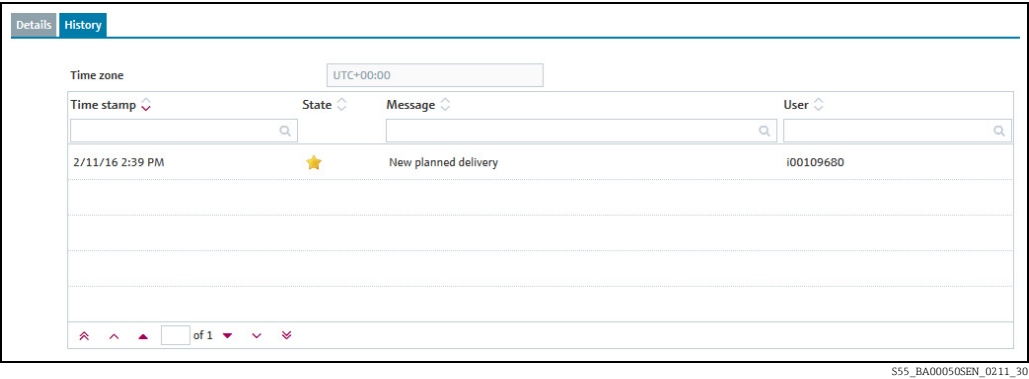 Details History
Time zone UTC+00:00
Time stamp State Message User
2/11/16 2:39 PM New planned delivery i00109680
of 1
S55_BA00050SEN_0211_30